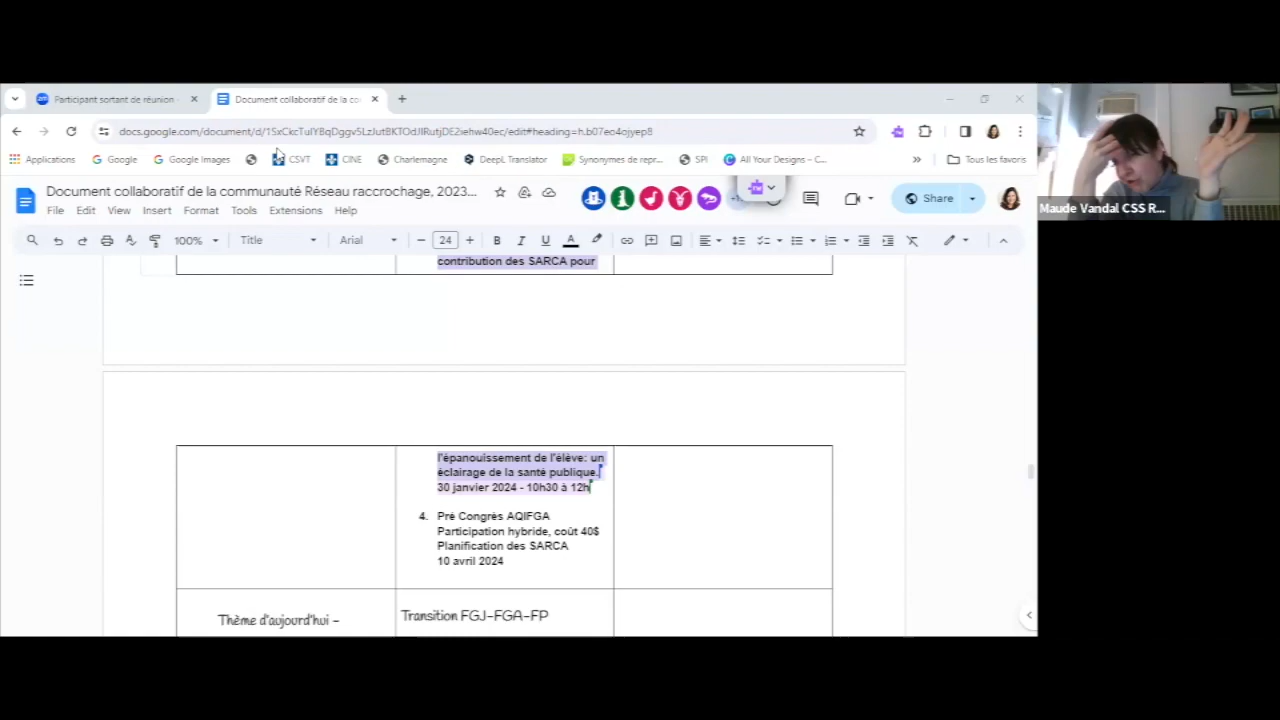 Participant sortant de réunion -
Document collaboratif de la co
docs.google.com/document/d/
/edit#heading=h.b07eo4ojyep8
Applications
Google
Google Images
CSVT
CINE
Charlemagne
DeepL Translator
Synonymes de repr...
SPI
All Your Designs – C...
»
Tous les favoris
Document collaboratif de la communauté Réseau raccrochage, 2023...
Share
File Edit View Insert Format Tools Extensions Help
100% Title Arial 24 B I U A
contribution des SARCA pour
l'épanouissement de l'élève: un
éclairage de la santé publique.
30 janvier 2024 - 10h30 à 12h
4. Pré Congrès AQIFGA
Participation hybride, coût 40$
Planification des SARCA
10 avril 2024
Thème d'aujourd'hui –
Transition FGJ-FGA-FP
Maude Vandal CSS R...